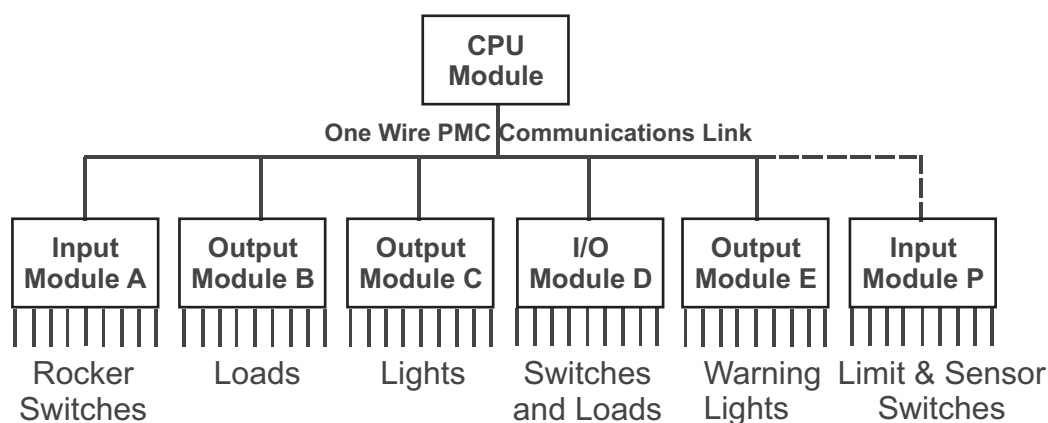 CPU
Module
One Wire PMC Communications Link
Input
Module A
Output
Module B
Output
Module C
I/O
Module D
Output
Module E
Input
Module P
Rocker
Switches
Loads
Lights
Switches
and Loads
Warning
Lights
Limit & Sensor
Switches